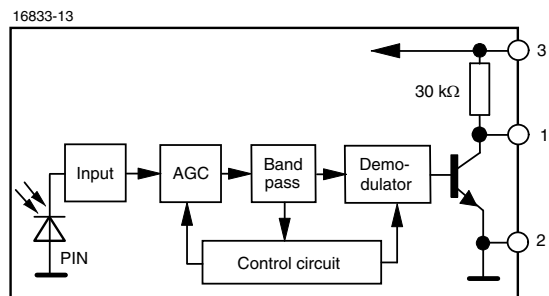 16833-13
3
30 kΩ
1
Input
AGC
Band
pass
Demo-
dulator
2
PIN
Control circuit